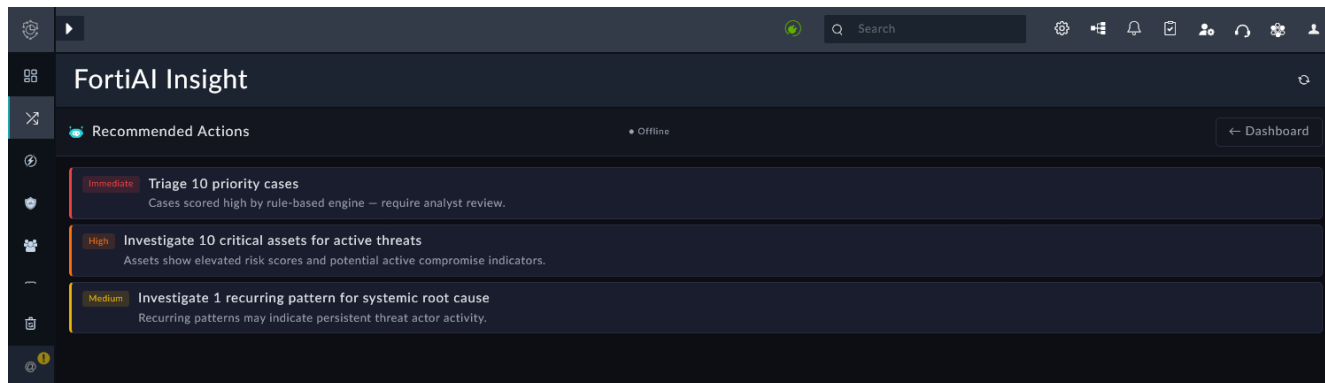 Search
FortiAI Insight
Recommended Actions
• Offline
← Dashboard
Immediate Triage 10 priority cases
Cases scored high by rule-based engine — require analyst review.
High Investigate 10 critical assets for active threats
Assets show elevated risk scores and potential active compromise indicators.
Medium Investigate 1 recurring pattern for systemic root cause
Recurring patterns may indicate persistent threat actor activity.